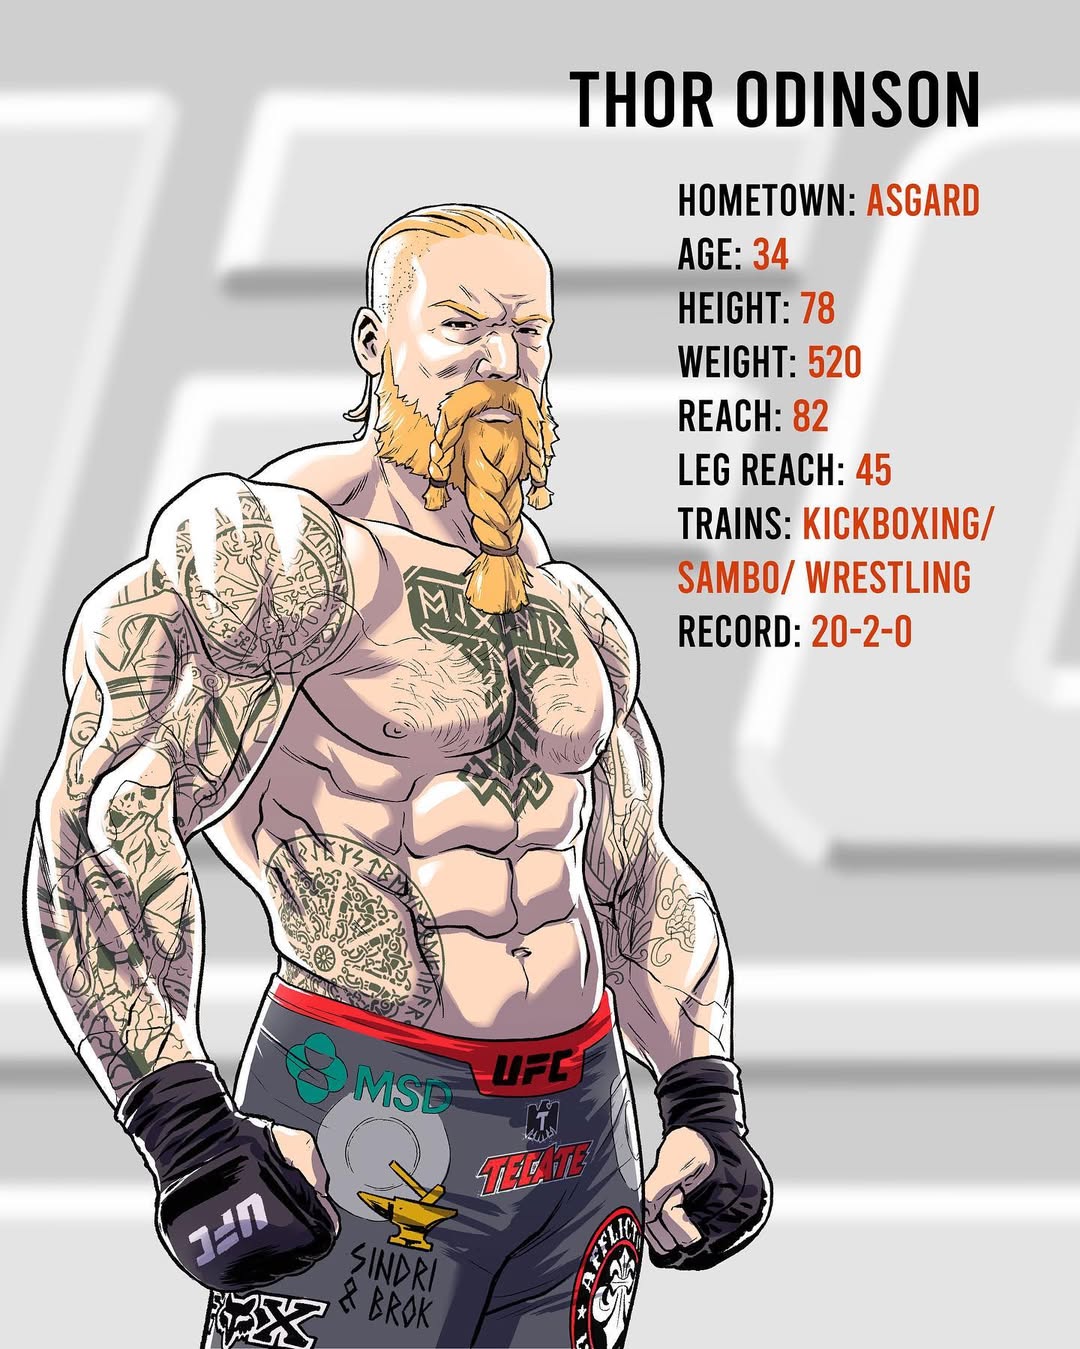 THOR ODINSON
HOMETOWN: ASGARD
AGE: 34
HEIGHT: 78
WEIGHT: 520
REACH: 82
LEG REACH: 45
TRAINS: KICKBOXING/
SAMBO/ WRESTLING
RECORD: 20-2-0
UFC
MSD
T
TECATE
SINDRI
& BROK
UFC
FOX